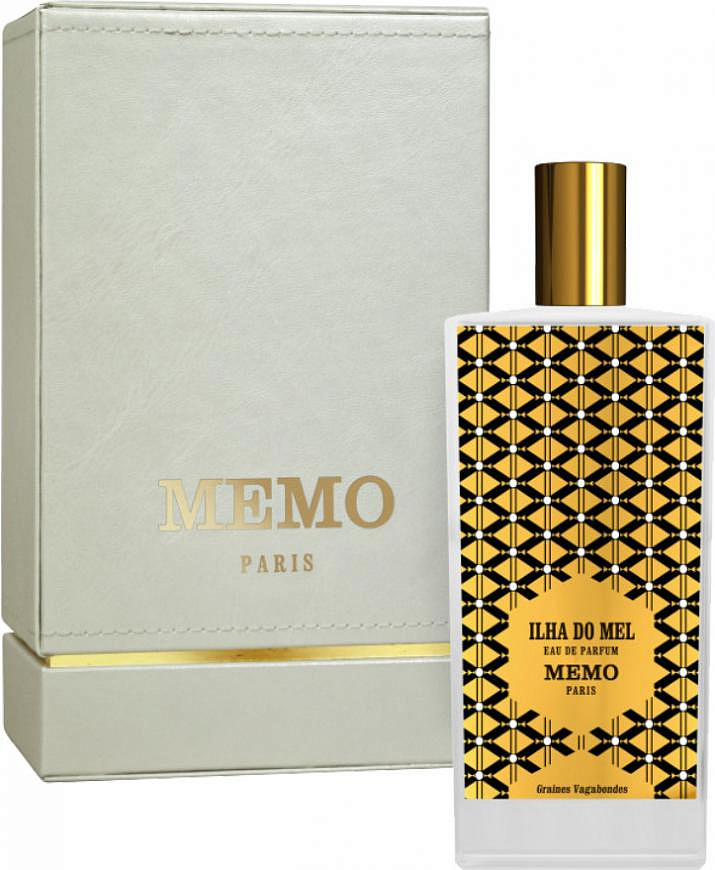 MEMO
PARIS
ILHA DO MEL
EAU DE PARFUM
MEMO
PARIS
Graines Vagabondes